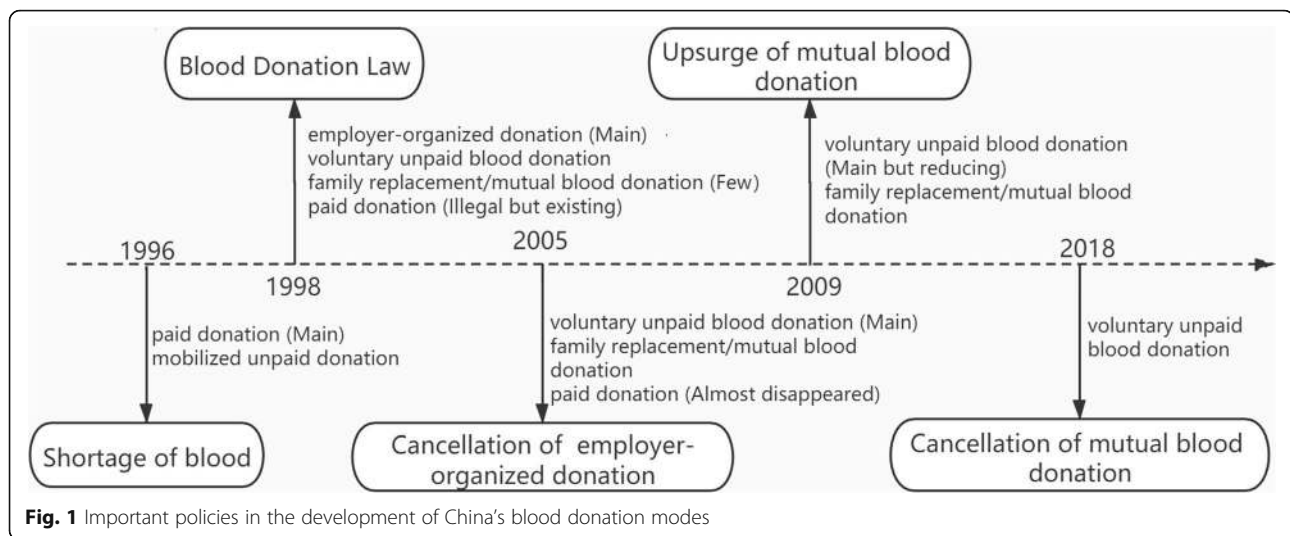 Blood Donation Law
Upsurge of mutual blood
donation
employer-organized donation (Main)
voluntary unpaid blood donation
family replacement/mutual blood donation (Few)
paid donation (Illegal but existing)
voluntary unpaid blood donation
(Main but reducing)
family replacement/mutual blood
donation
1996
2005
2018
1998
2009
paid donation (Main)
mobilized unpaid donation
voluntary unpaid blood donation (Main)
family replacement/mutual blood
donation
paid donation (Almost disappeared)
voluntary unpaid
blood donation
Shortage of blood
Cancellation of employer-
organized donation
Cancellation of mutual blood
donation
Fig. 1 Important policies in the development of China's blood donation modes